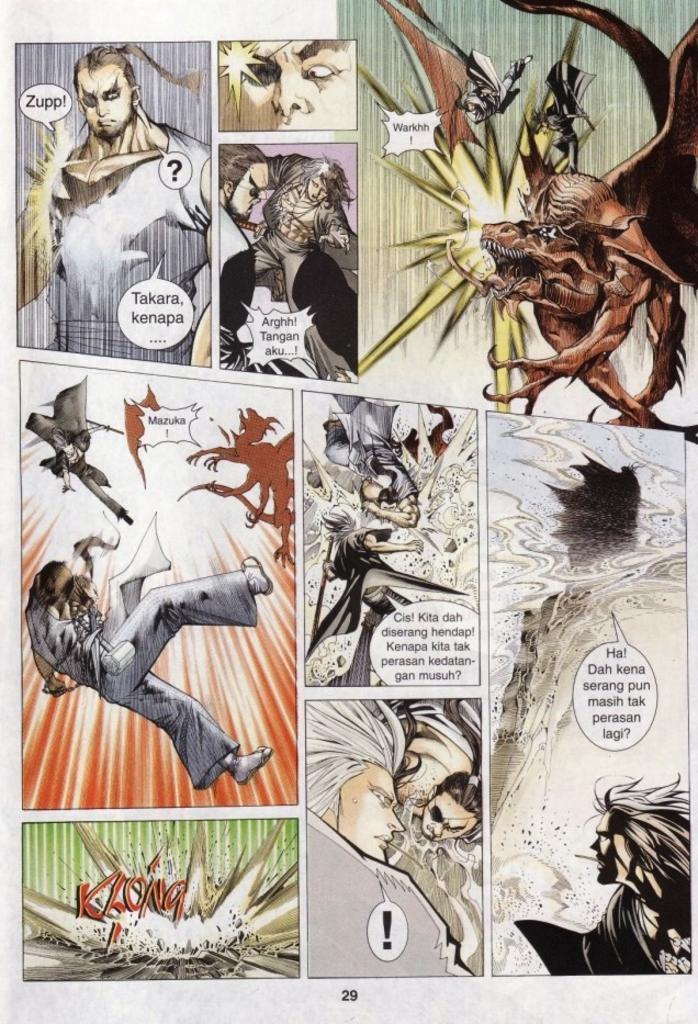 Zupp!
?
Takara,
kenapa
....
Arghh!
Tangan
aku...!
Warkhh
!
Mazuka
!
KLONG
!
Cis! Kita dah
diserang hendap!
Kenapa kita tak
perasan kedatan-
gan musuh?
!
Ha!
Dah kena
serang pun
masih tak
perasan
lagi?
29